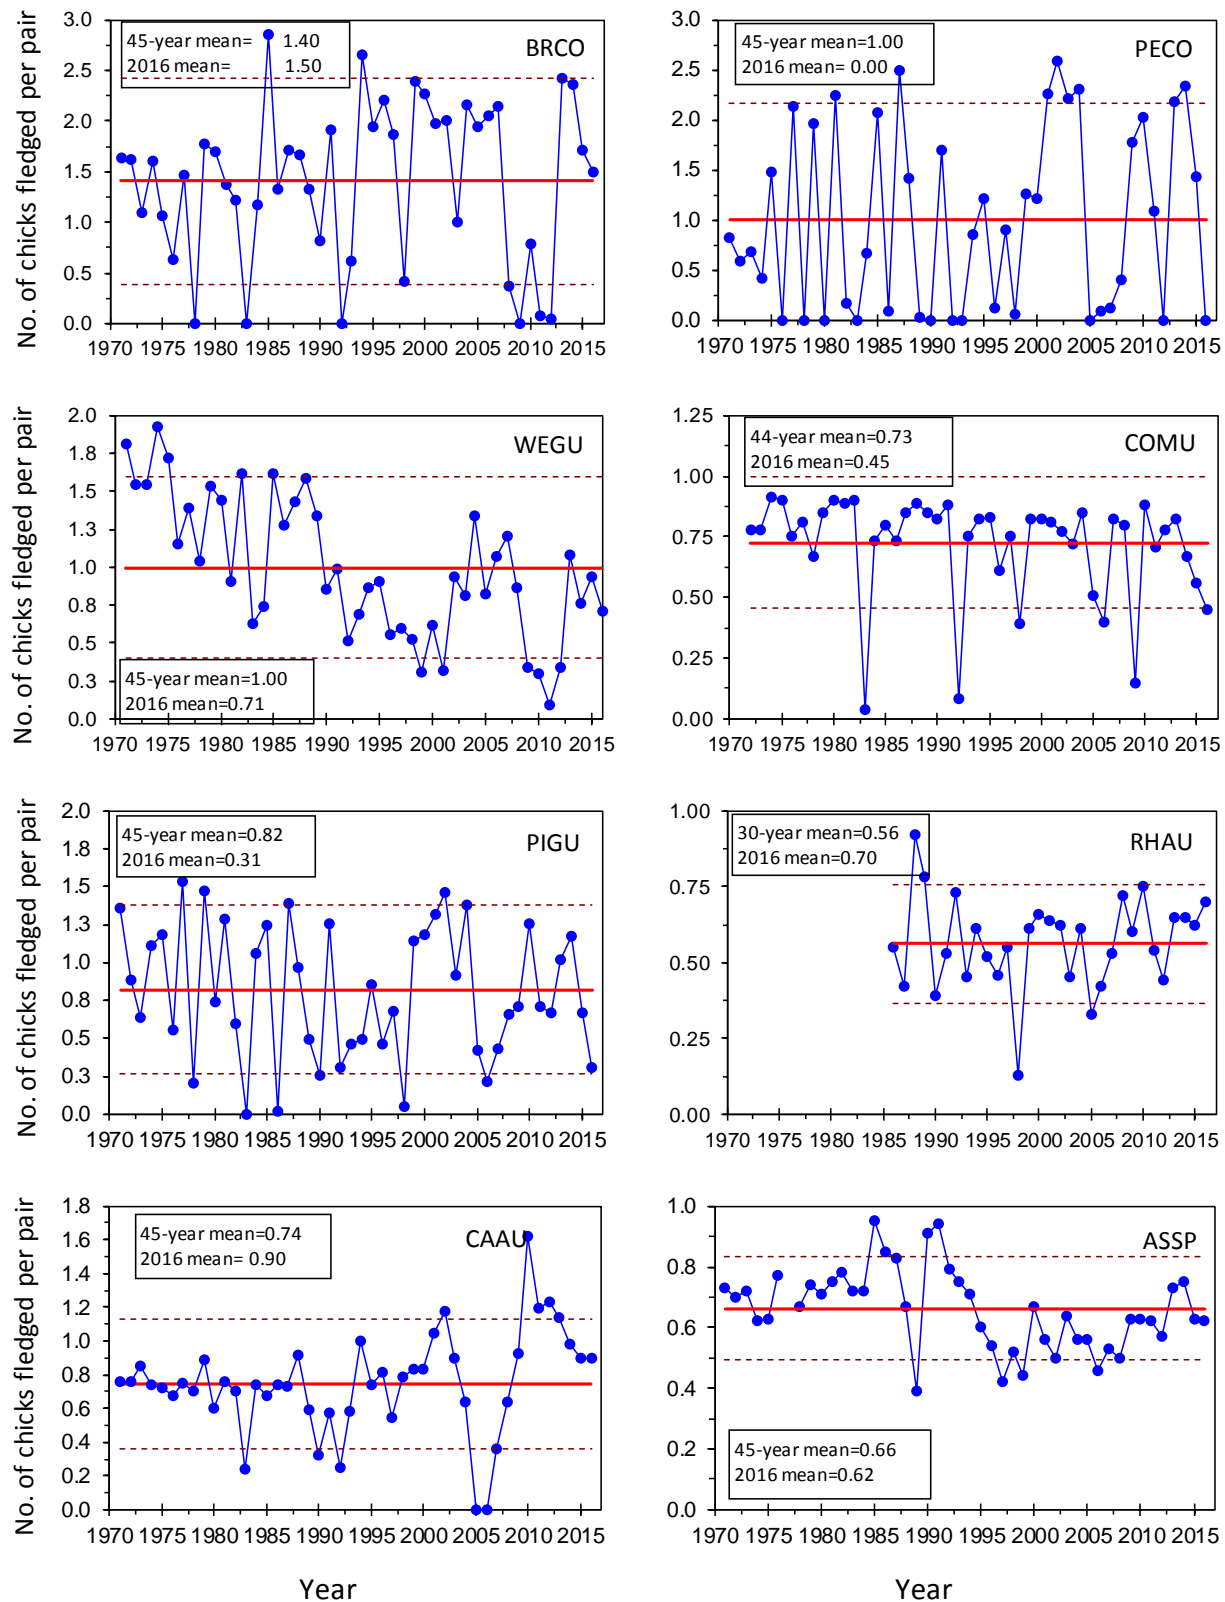 No. of chicks fledged per pair
3.0
2.5
2.0
1.5
1.0
0.5
0.0
45-year mean= 1.40
2016 mean= 1.50
BRCO
1970 1975 1980 1985 1990 1995 2000 2005 2010 2015
3.0
2.5
2.0
1.5
1.0
0.5
0.0
45-year mean=1.00
2016 mean= 0.00
PECO
1970 1975 1980 1985 1990 1995 2000 2005 2010 2015
No. of chicks fledged per pair
2.0
1.8
1.5
1.3
1.0
0.8
0.5
0.3
0.0
WEGU
45-year mean=1.00
2016 mean=0.71
1970 1975 1980 1985 1990 1995 2000 2005 2010 2015
1.25
1.00
0.75
0.50
0.25
0.00
44-year mean=0.73
2016 mean=0.45
COMU
1970 1975 1980 1985 1990 1995 2000 2005 2010 2015
No. of chicks fledged per pair
2.0
1.8
1.5
1.3
1.0
0.8
0.5
0.3
0.0
45-year mean=0.82
2016 mean=0.31
PIGU
1970 1975 1980 1985 1990 1995 2000 2005 2010 2015
1.00
0.75
0.50
0.25
0.00
30-year mean=0.56
2016 mean=0.70
RHAU
1970 1975 1980 1985 1990 1995 2000 2005 2010 2015
No. of chicks fledged per pair
1.8
1.6
1.4
1.2
1.0
0.8
0.6
0.4
0.2
0.0
45-year mean=0.74
2016 mean= 0.90
CAAU
1970 1975 1980 1985 1990 1995 2000 2005 2010 2015
Year
1.0
0.8
0.6
0.4
0.2
0.0
ASSP
45-year mean=0.66
2016 mean=0.62
1970 1975 1980 1985 1990 1995 2000 2005 2010 2015
Year